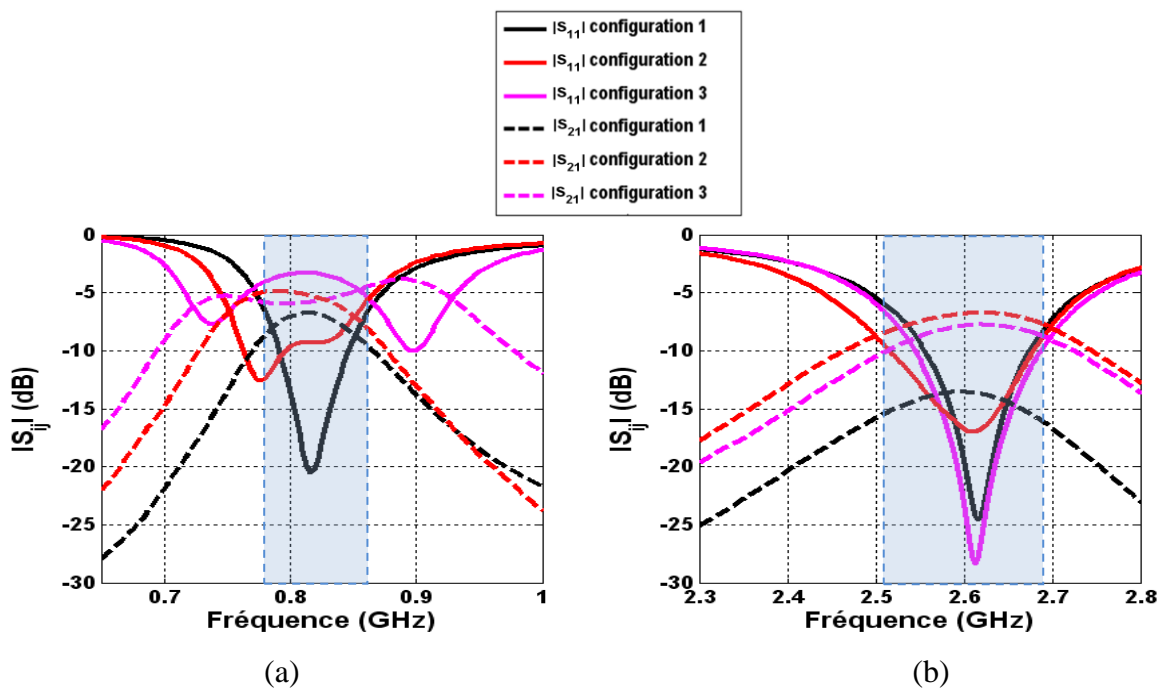 |S11| configuration 1
|S11| configuration 2
|S11| configuration 3
|S21| configuration 1
|S21| configuration 2
|S21| configuration 3
|Sij| (dB)
0
-5
-10
-15
-20
-25
-30
0.7
0.8
0.9
1
Fréquence (GHz)
(a)
|Sij| (dB)
0
-5
-10
-15
-20
-25
-30
2.3
2.4
2.5
2.6
2.7
2.8
Fréquence (GHz)
(b)